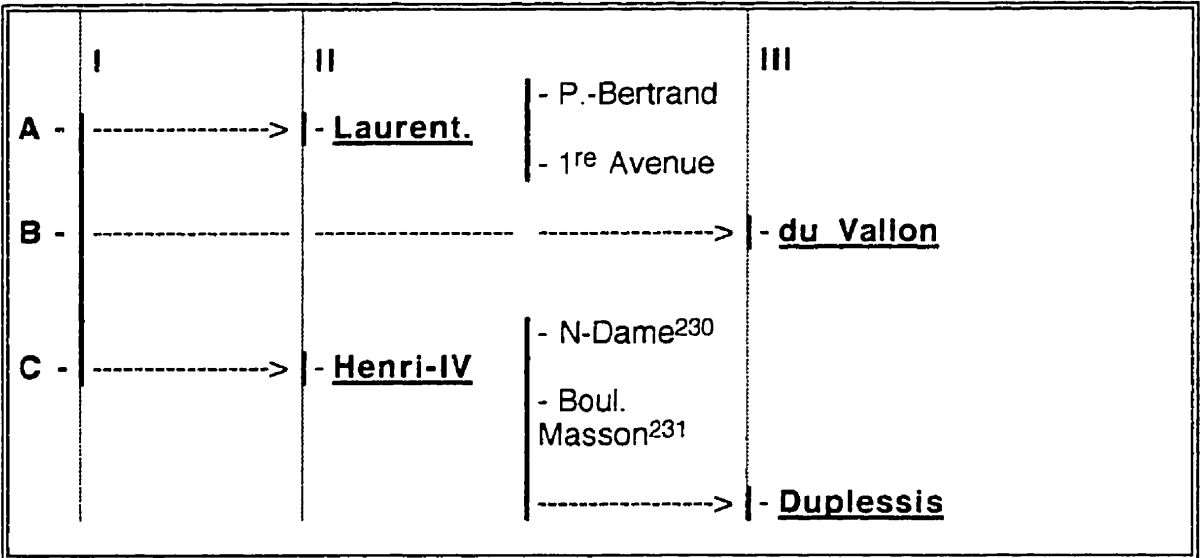 I II III
- P.-Bertrand
A - -----------------> - Laurent.
- 1re Avenue
B - ----------------- ----------------- -----------------> - du Vallon
- N-Dame230
C - -----------------> - Henri-IV
- Boul.
Masson231
-----------------> - Duplessis